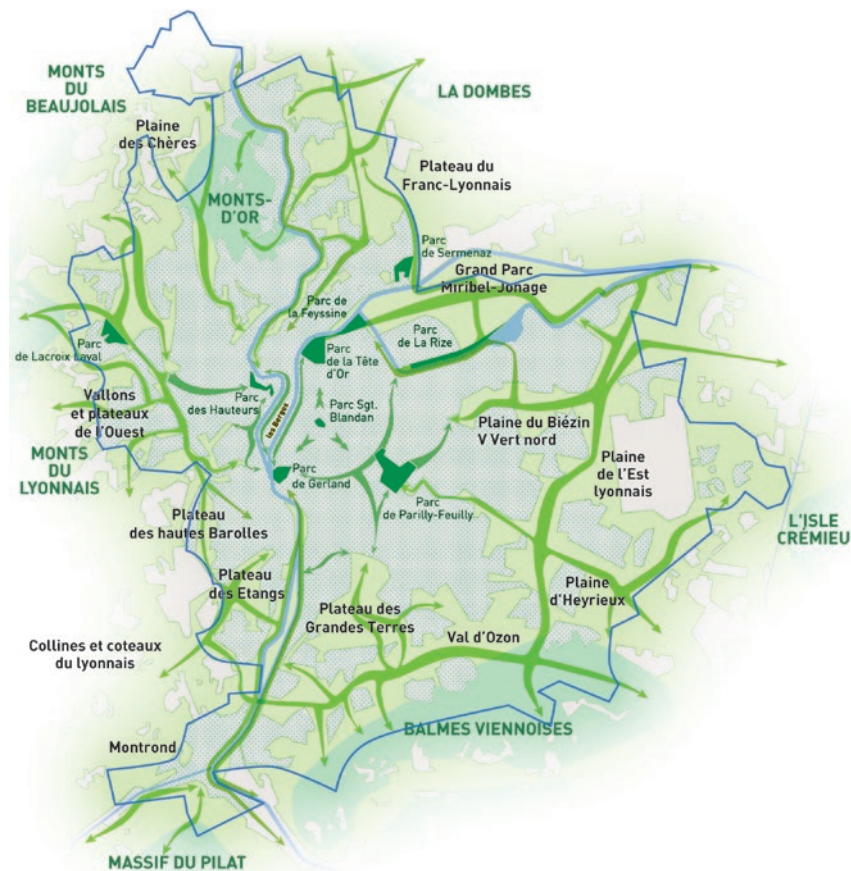 MONTS
DU
BEAUJOLAIS
LA DOMBES
Plaine
des Chères
Plateau du
Franc-Lyonnais
MONTS-
D'OR
Parc
de Sermenaz
Grand Parc
Miribel-Jonage
Parc de
la Feyssine
Parc
de La Rize
Parc
de Lacroix Laval
Parc
de la Tête
d'Or
Parc
des Hauteurs
les Berges
Parc Sgt.
Blandan
Vallons
et plateaux
de l'Ouest
Plaine du Biézin
V Vert nord
MONTS
DU
LYONNAIS
Plaine
de l'Est
lyonnais
Parc
de Gerland
Parc
de Parilly-Feuilly
Plateau
des hautes Barolles
L'ISLE
CRÉMIEU
Plateau
des Etangs
Plaine
d'Heyrieux
Plateau des
Grandes Terres
Val d'Ozon
Collines et coteaux
du lyonnais
BALMES VIENNOISES
Montrond
MASSIF DU PILAT